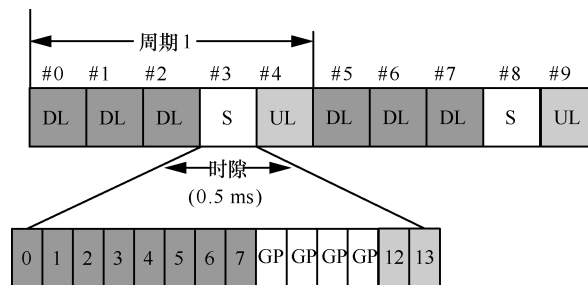 周期1
#0 #1 #2 #3 #4 #5 #6 #7 #8 #9
DL DL DL S UL DL DL DL S UL
时隙
(0.5 ms)
0 1 2 3 4 5 6 7 GP GP GP GP 12 13